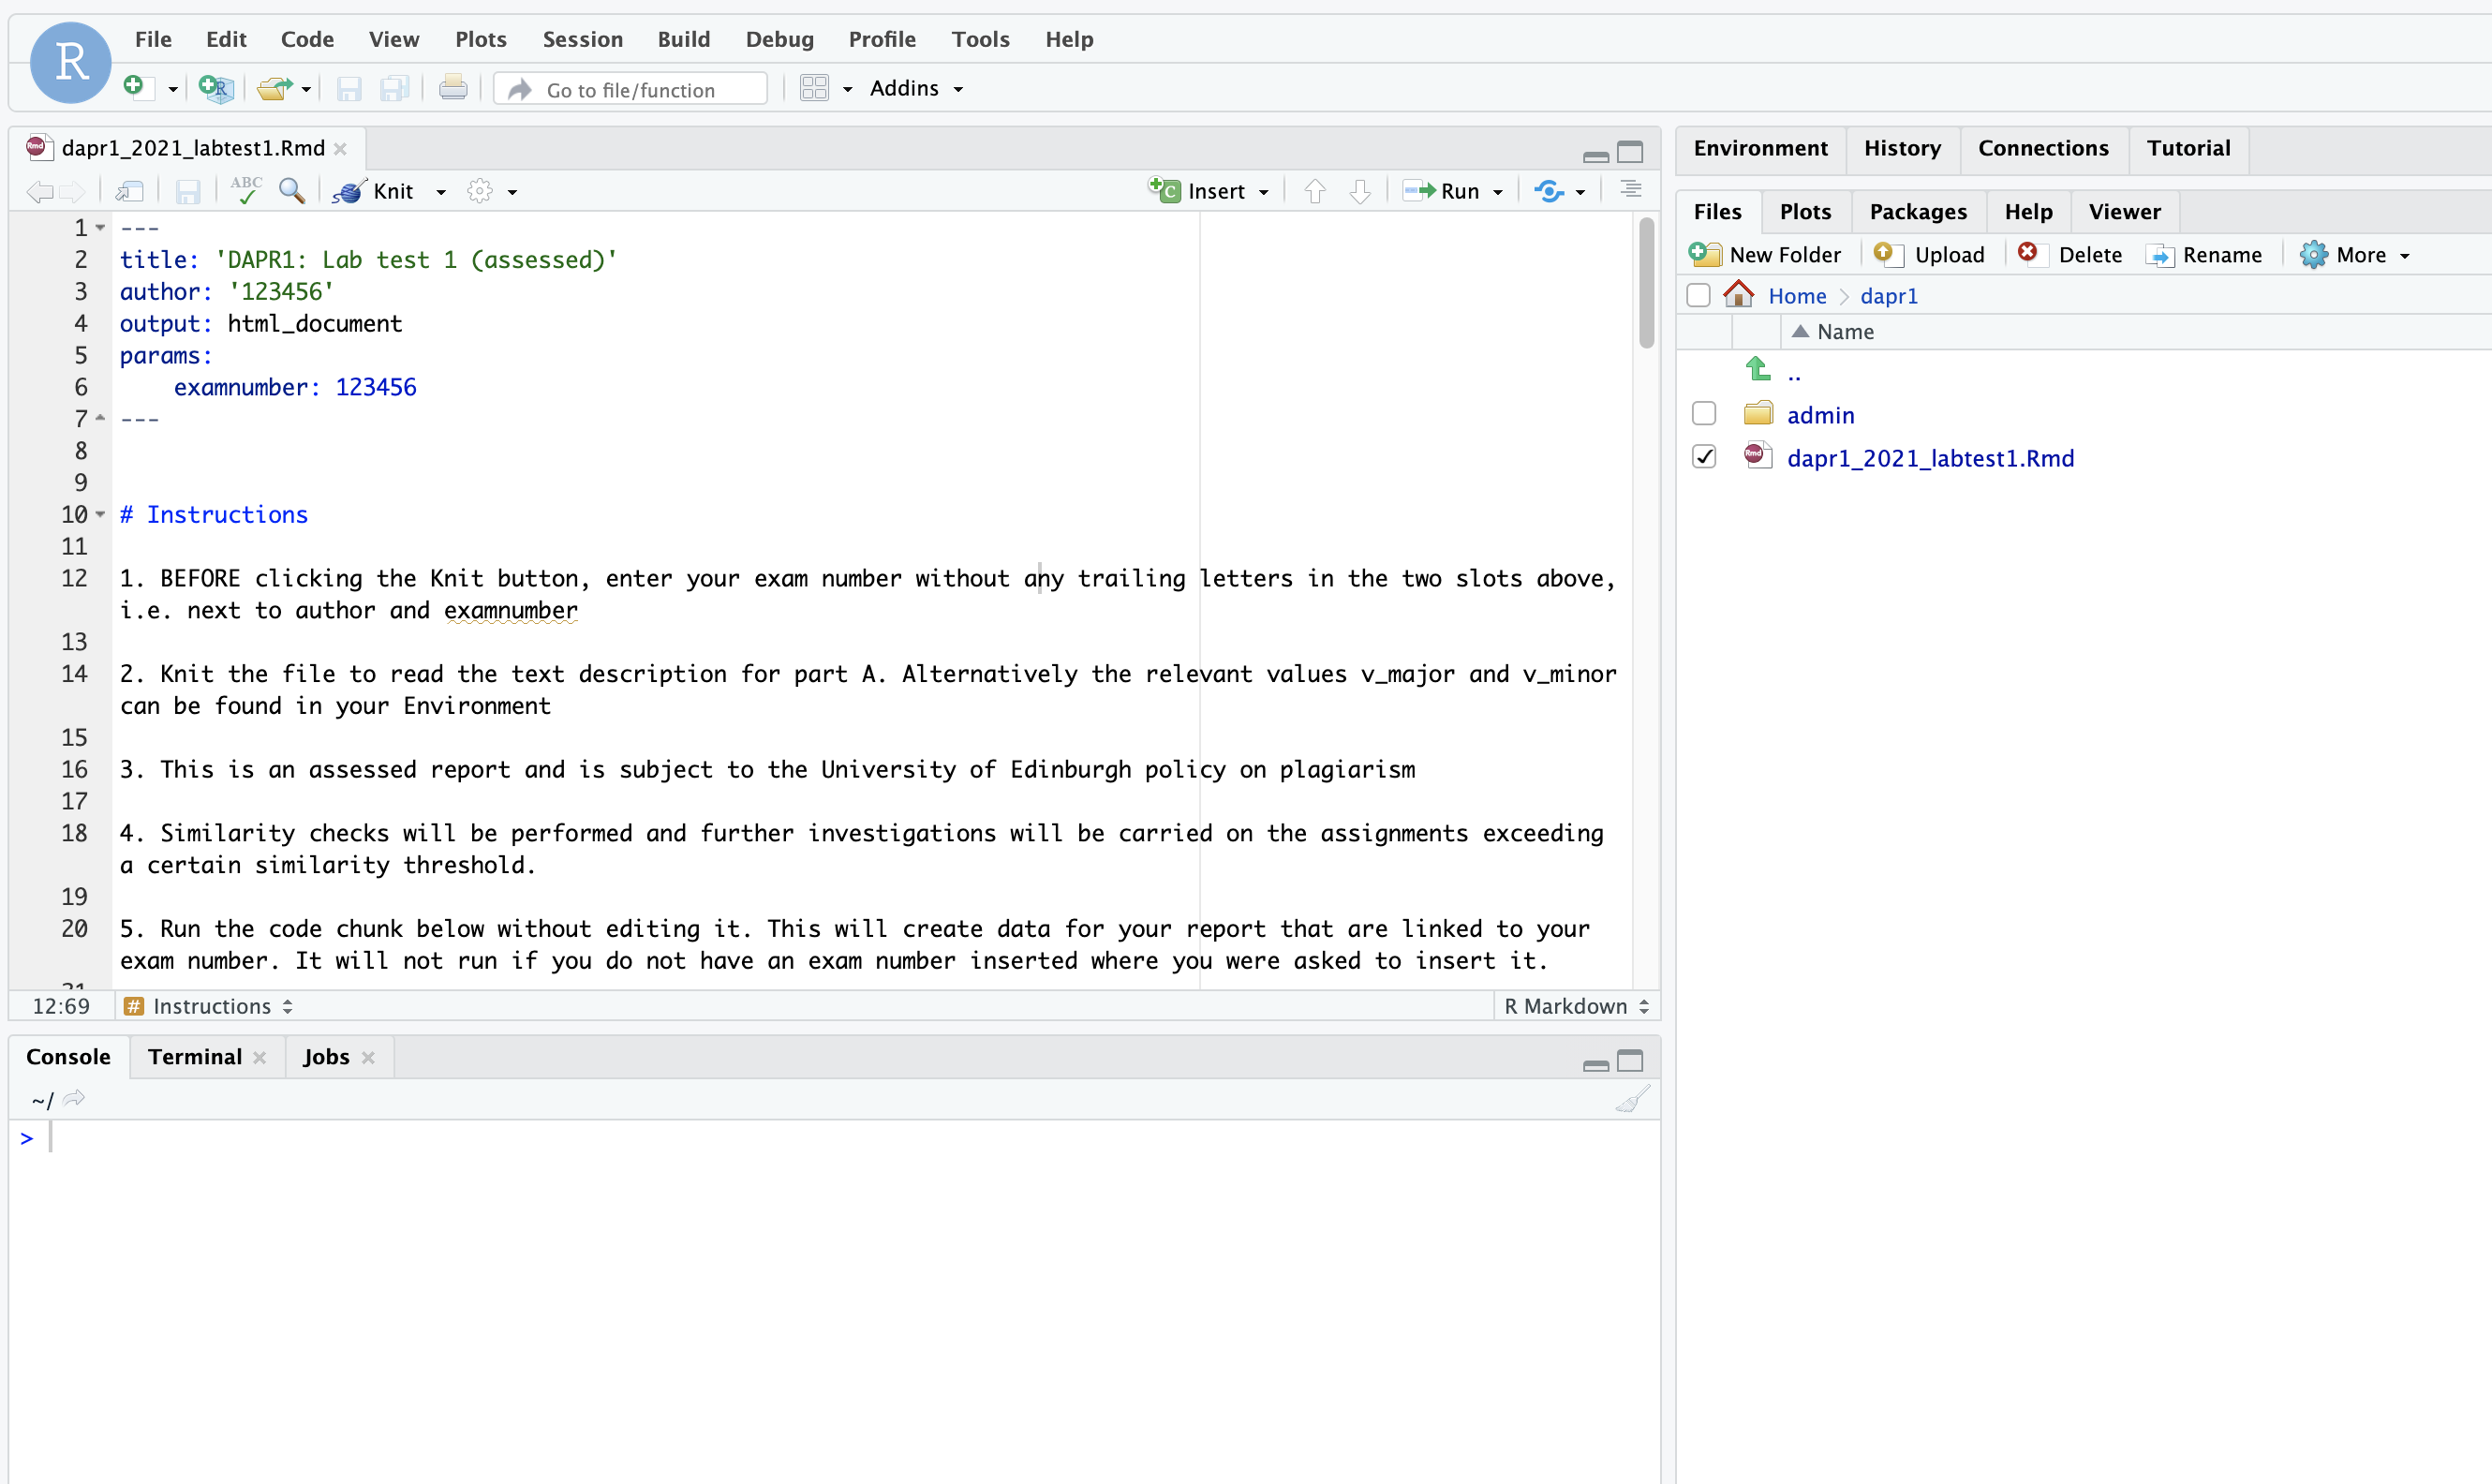 R
File Edit Code View Plots Session Build Debug Profile Tools Help
R Go to file/function Addins
Rmd dapr1_2021_labtest1.Rmd
ABC Knit C Insert Run
1 ---
2 title: 'DAPR1: Lab test 1 (assessed)'
3 author: '123456'
4 output: html_document
5 params:
6 examnumber: 123456
7 ---
8
9
10 # Instructions
11
12 1. BEFORE clicking the Knit button, enter your exam number without any trailing letters in the two slots above,
i.e. next to author and examnumber
13
14 2. Knit the file to read the text description for part A. Alternatively the relevant values v_major and v_minor
can be found in your Environment
15
16 3. This is an assessed report and is subject to the University of Edinburgh policy on plagiarism
17
18 4. Similarity checks will be performed and further investigations will be carried on the assignments exceeding
a certain similarity threshold.
19
20 5. Run the code chunk below without editing it. This will create data for your report that are linked to your
exam number. It will not run if you do not have an exam number inserted where you were asked to insert it.
21
12:69 # Instructions R Markdown
Console Terminal Jobs
~/
>
Environment History Connections Tutorial
Files Plots Packages Help Viewer
New Folder Upload Delete Rename More
Home dapr1
Name
..
admin
Rmd dapr1_2021_labtest1.Rmd